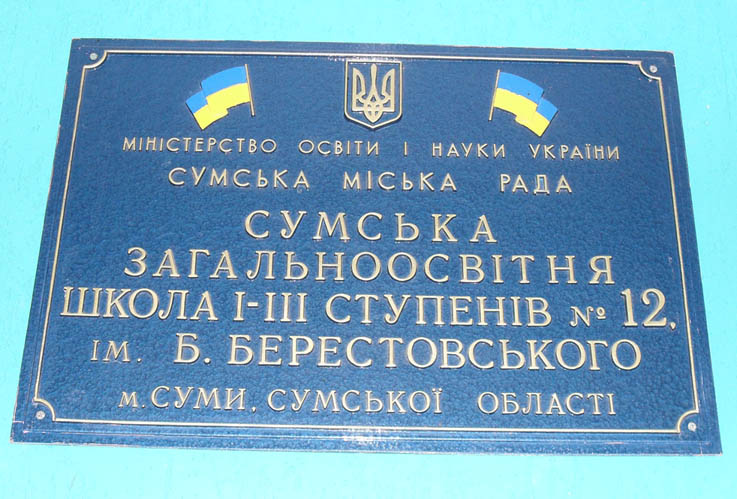 МІНІСТЕРСТВО ОСВІТИ І НАУКИ УКРАЇНИ
СУМСЬКА МІСЬКА РАДА
СУМСЬКА
ЗАГАЛЬНООСВІТНЯ
ШКОЛА І-ІІІ СТУПЕНІВ № 12,
ІМ. Б. БЕРЕСТОВСЬКОГО
м. СУМИ, СУМСЬКОЇ ОБЛАСТІ